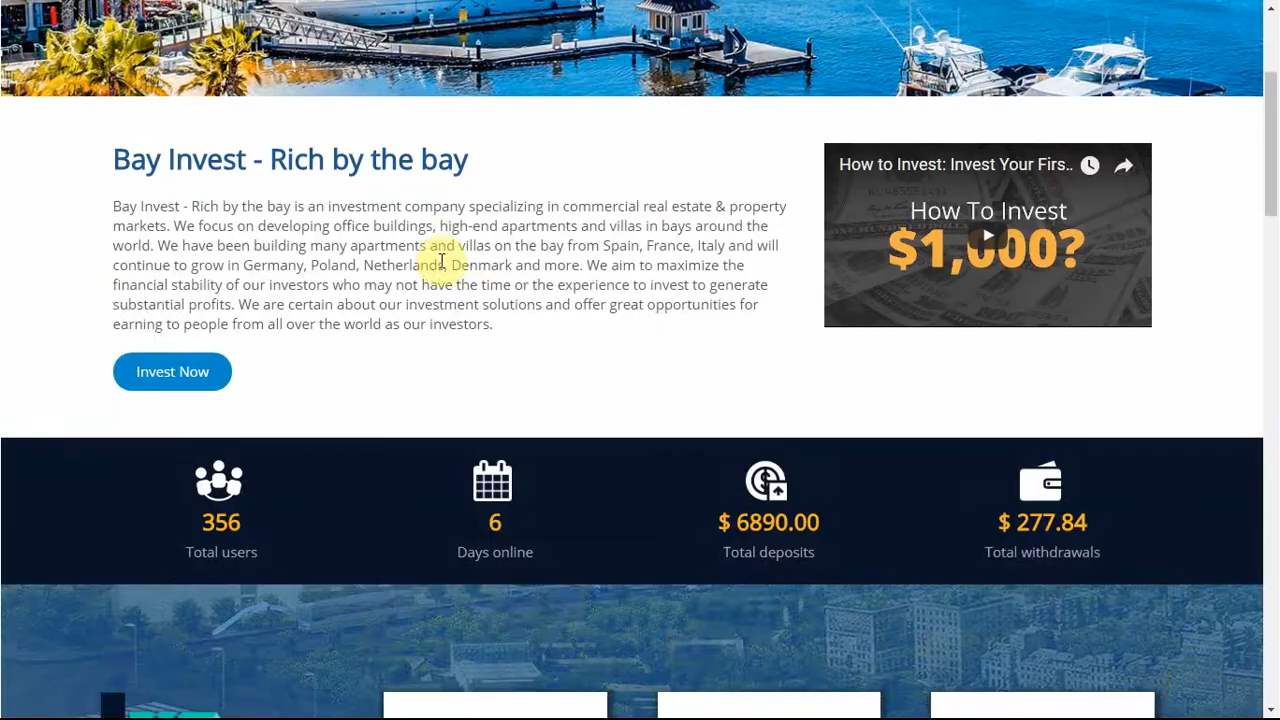 Bay Invest - Rich by the bay
Bay Invest - Rich by the bay is an investment company specializing in commercial real estate & property
markets. We focus on developing office buildings, high-end apartments and villas in bays around the
world. We have been building many apartments and villas on the bay from Spain, France, Italy and will
continue to grow in Germany, Poland, Netherlands, Denmark and more. We aim to maximize the
financial stability of our investors who may not have the time or the experience to invest to generate
substantial profits. We are certain about our investment solutions and offer great opportunities for
earning to people from all over the world as our investors.
Invest Now
How to Invest: Invest Your Firs..
How To Invest
$1,000?
356
Total users
6
Days online
$ 6890.00
Total deposits
$ 277.84
Total withdrawals